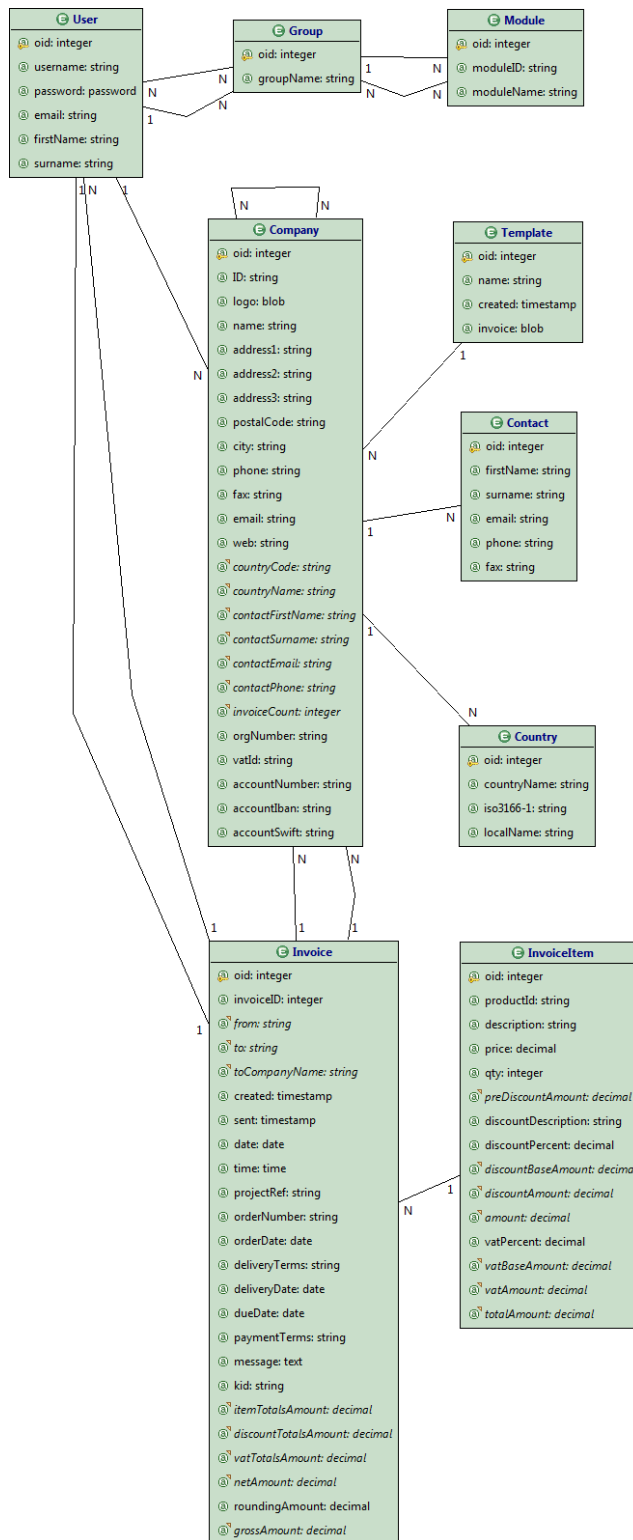 User
oid: integer
username: string
password: password
email: string
firstName: string
surname: string
Group
oid: integer
groupName: string
Module
oid: integer
moduleID: string
moduleName: string
N
N
1
N
1
N
N
N
1
N
1
N
N
N
Company
oid: integer
ID: string
logo: blob
name: string
address1: string
address2: string
address3: string
postalCode: string
city: string
phone: string
fax: string
email: string
web: string
countryCode: string
countryName: string
contactFirstName: string
contactSurname: string
contactEmail: string
contactPhone: string
invoiceCount: integer
orgNumber: string
vatId: string
accountNumber: string
accountIban: string
accountSwift: string
Template
oid: integer
name: string
created: timestamp
invoice: blob
1
N
N
Contact
oid: integer
firstName: string
surname: string
email: string
phone: string
fax: string
1
N
1
N
Country
oid: integer
countryName: string
iso3166-1: string
localName: string
N
N
1
1
1
1
Invoice
oid: integer
invoiceID: integer
from: string
to: string
toCompanyName: string
created: timestamp
sent: timestamp
date: date
time: time
projectRef: string
orderNumber: string
orderDate: date
deliveryTerms: string
deliveryDate: date
dueDate: date
paymentTerms: string
message: text
kid: string
itemTotalsAmount: decimal
discountTotalsAmount: decimal
vatTotalsAmount: decimal
netAmount: decimal
roundingAmount: decimal
grossAmount: decimal
InvoiceItem
oid: integer
productId: string
description: string
price: decimal
qty: integer
preDiscountAmount: decimal
discountDescription: string
discountPercent: decimal
discountBaseAmount: decima
discountAmount: decimal
amount: decimal
vatPercent: decimal
vatBaseAmount: decimal
vatAmount: decimal
totalAmount: decimal
1
N